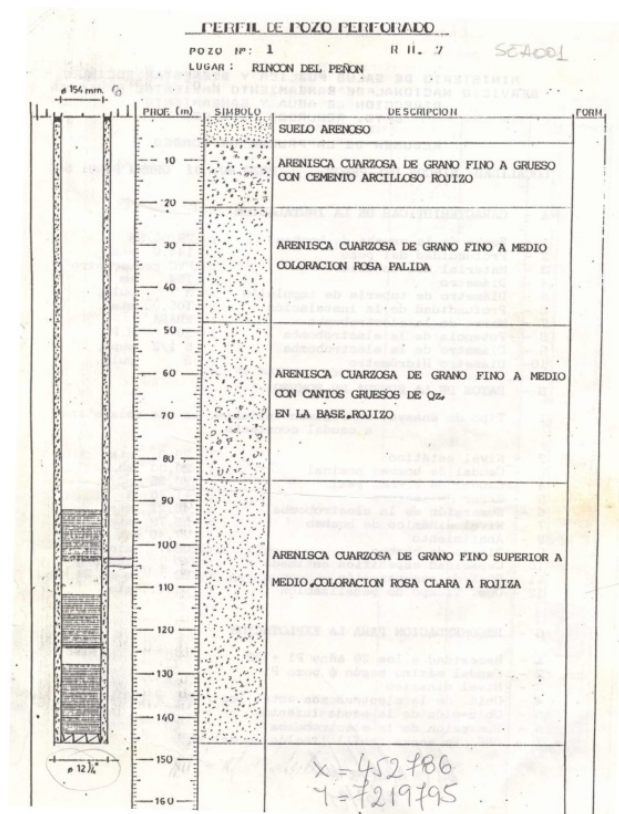 PERFIL DE POZO PERFORADO
POZO Nº: 1
LUGAR: RINCON DEL PEÑON
SEA001
ø 154 mm.
PROF. (m) SIMBOLO DESCRIPCION FORM.
SUELO ARENOSO
10
ARENISCA CUARZOSA DE GRANO FINO A GRUESO
CON CEMENTO ARCILLOSO ROJIZO
20
30
ARENISCA CUARZOSA DE GRANO FINO A MEDIO
COLORACION ROSA PALIDA
40
50
60
ARENISCA CUARZOSA DE GRANO FINO A MEDIO
CON CANTOS GRUESOS DE Qz.
70
EN LA BASE,ROJIZO
80
90
100
ARENISCA CUARZOSA DE GRANO FINO SUPERIOR A
MEDIO,COLORACION ROSA CLARA A ROJIZA
110
120
130
140
150
160
ø 12 1/4"
X = 452786
Y = 7219795